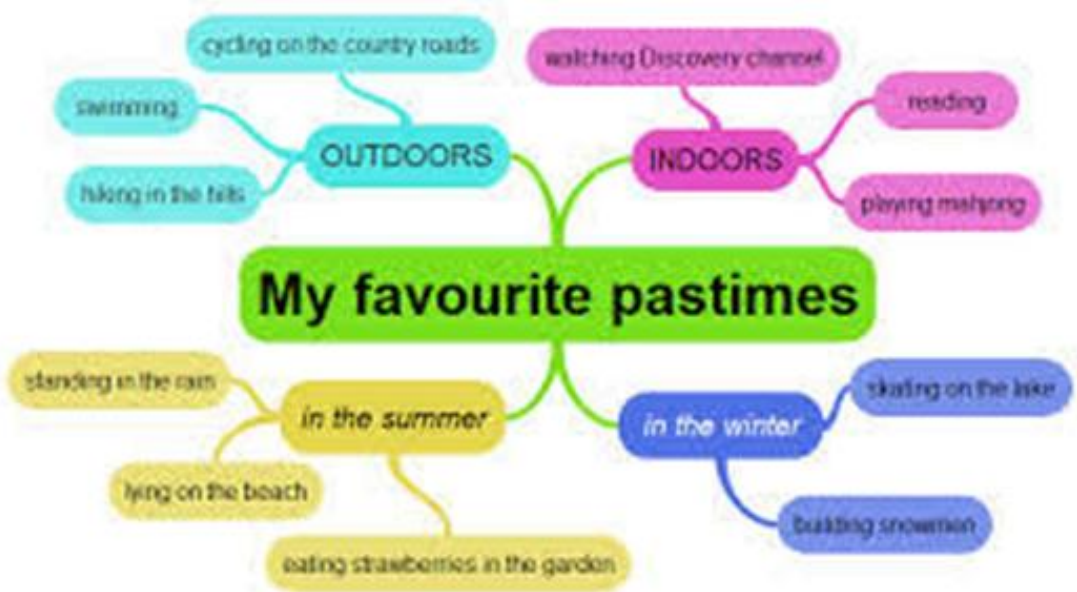 cycling on the country roads
watching Discovery channel
swimming
reading
OUTDOORS
INDOORS
hiking in the hills
playing mahjong
My favourite pastimes
standing in the rain
skating on the lake
in the summer
in the winter
lying on the beach
building snowmen
eating strawberries in the garden